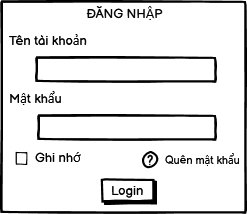 ĐĂNG NHẬP
Tên tài khoản
Mật khẩu
Ghi nhớ
? Quên mật khẩu
Login